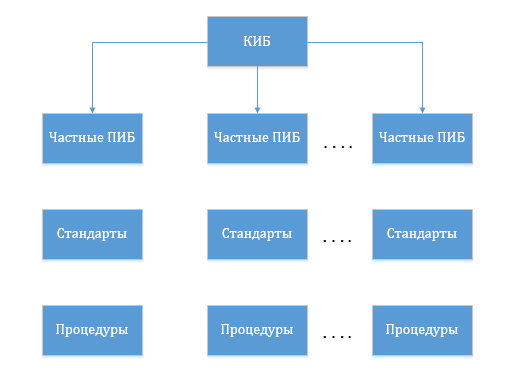 КИБ
Частные ПИБ
Частные ПИБ
....
Частные ПИБ
Стандарты
Стандарты
....
Стандарты
Процедуры
Процедуры
....
Процедуры